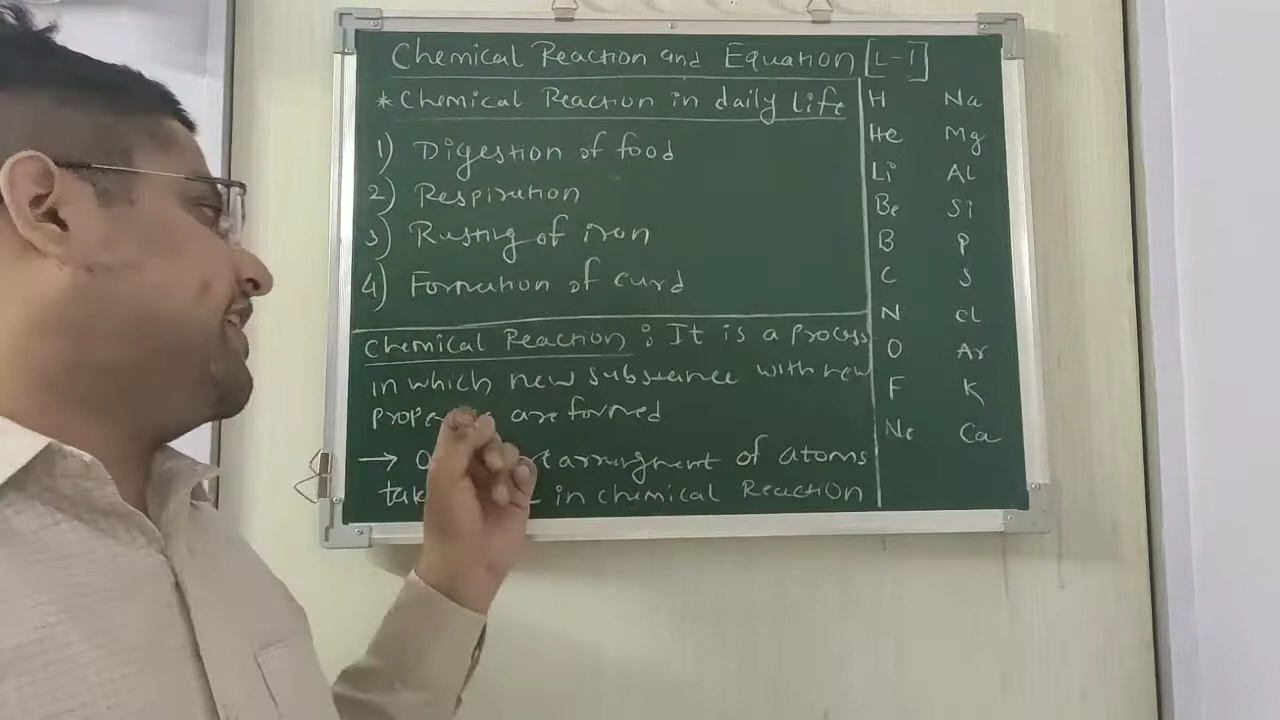 Chemical Reaction and Equation [L-1]
* Chemical Reaction in daily life
1) Digestion of food
2) Respiration
3) Rusting of iron
4) Formation of curd
Chemical Reaction : It is a process
in which new substance with new
are formed
→ rearrangment of atoms
in chemical Reaction
H Na
He Mg
Li Al
Be Si
B P
C S
N Cl
O Ar
F K
Ne Ca